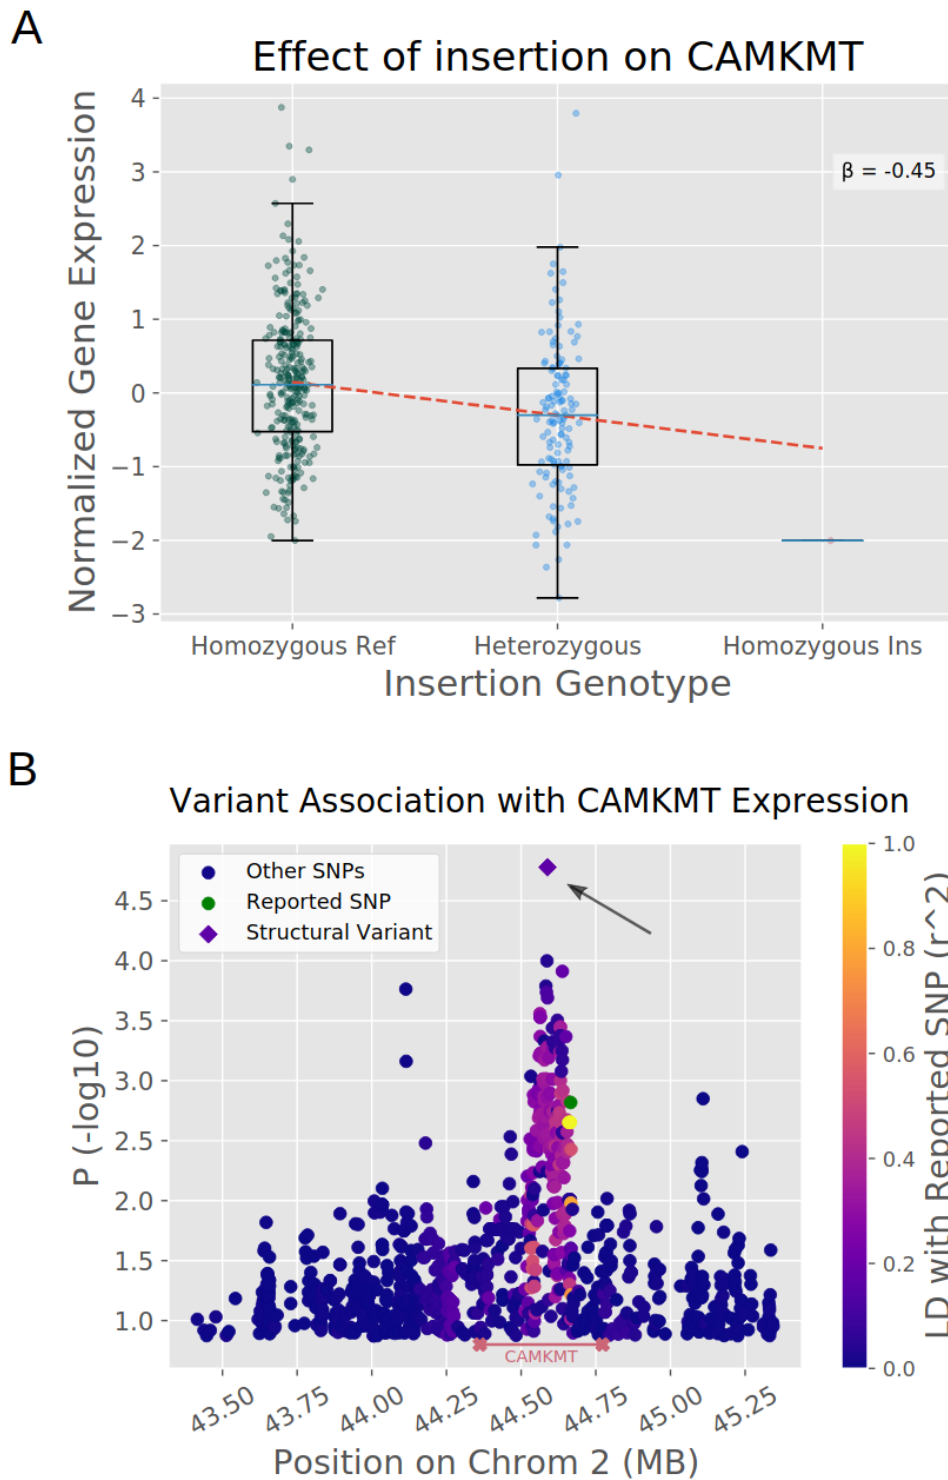 A
Effect of insertion on CAMKMT
Normalized Gene Expression
4
3
2
1
0
−1
−2
−3
β = -0.45
Homozygous Ref
Heterozygous
Homozygous Ins
Insertion Genotype
B
Variant Association with CAMKMT Expression
Other SNPs
Reported SNP
Structural Variant
P (-log10)
4.5
4.0
3.5
3.0
2.5
2.0
1.5
1.0
CAMKMT
43.50
43.75
44.00
44.25
44.50
44.75
45.00
45.25
Position on Chrom 2 (MB)
1.0
0.8
0.6
0.4
0.2
0.0
LD with Reported SNP (r^2)